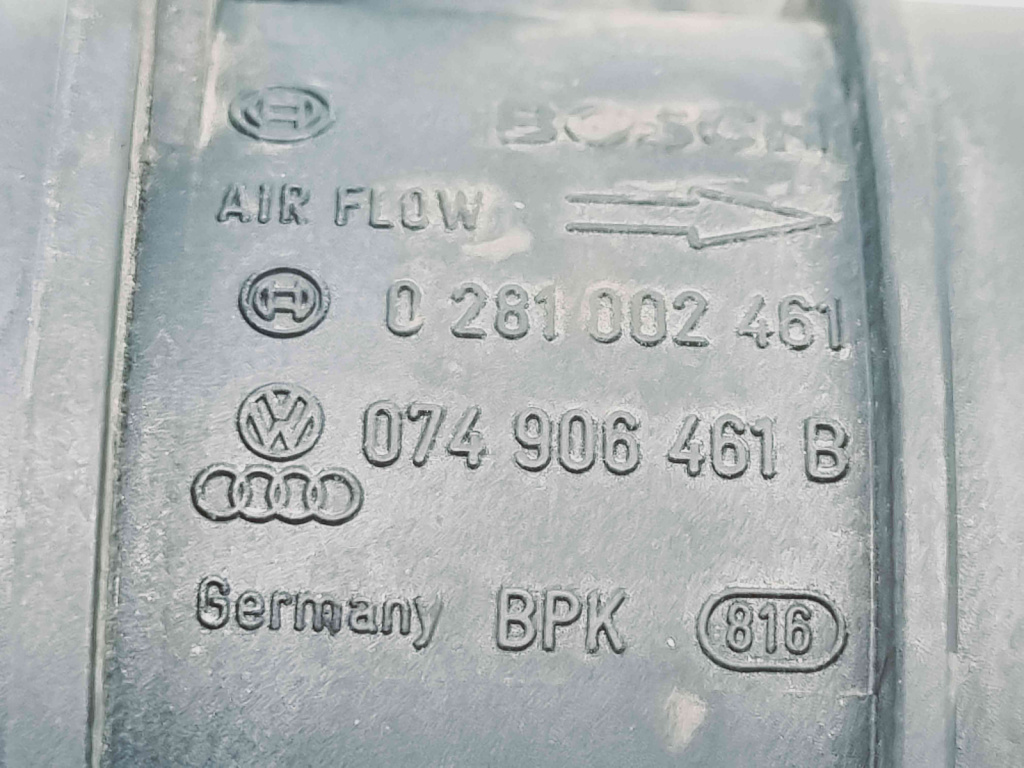 BOSCH
AIR FLOW
0 281 002 461
074 906 461 B
Germany BPK 816